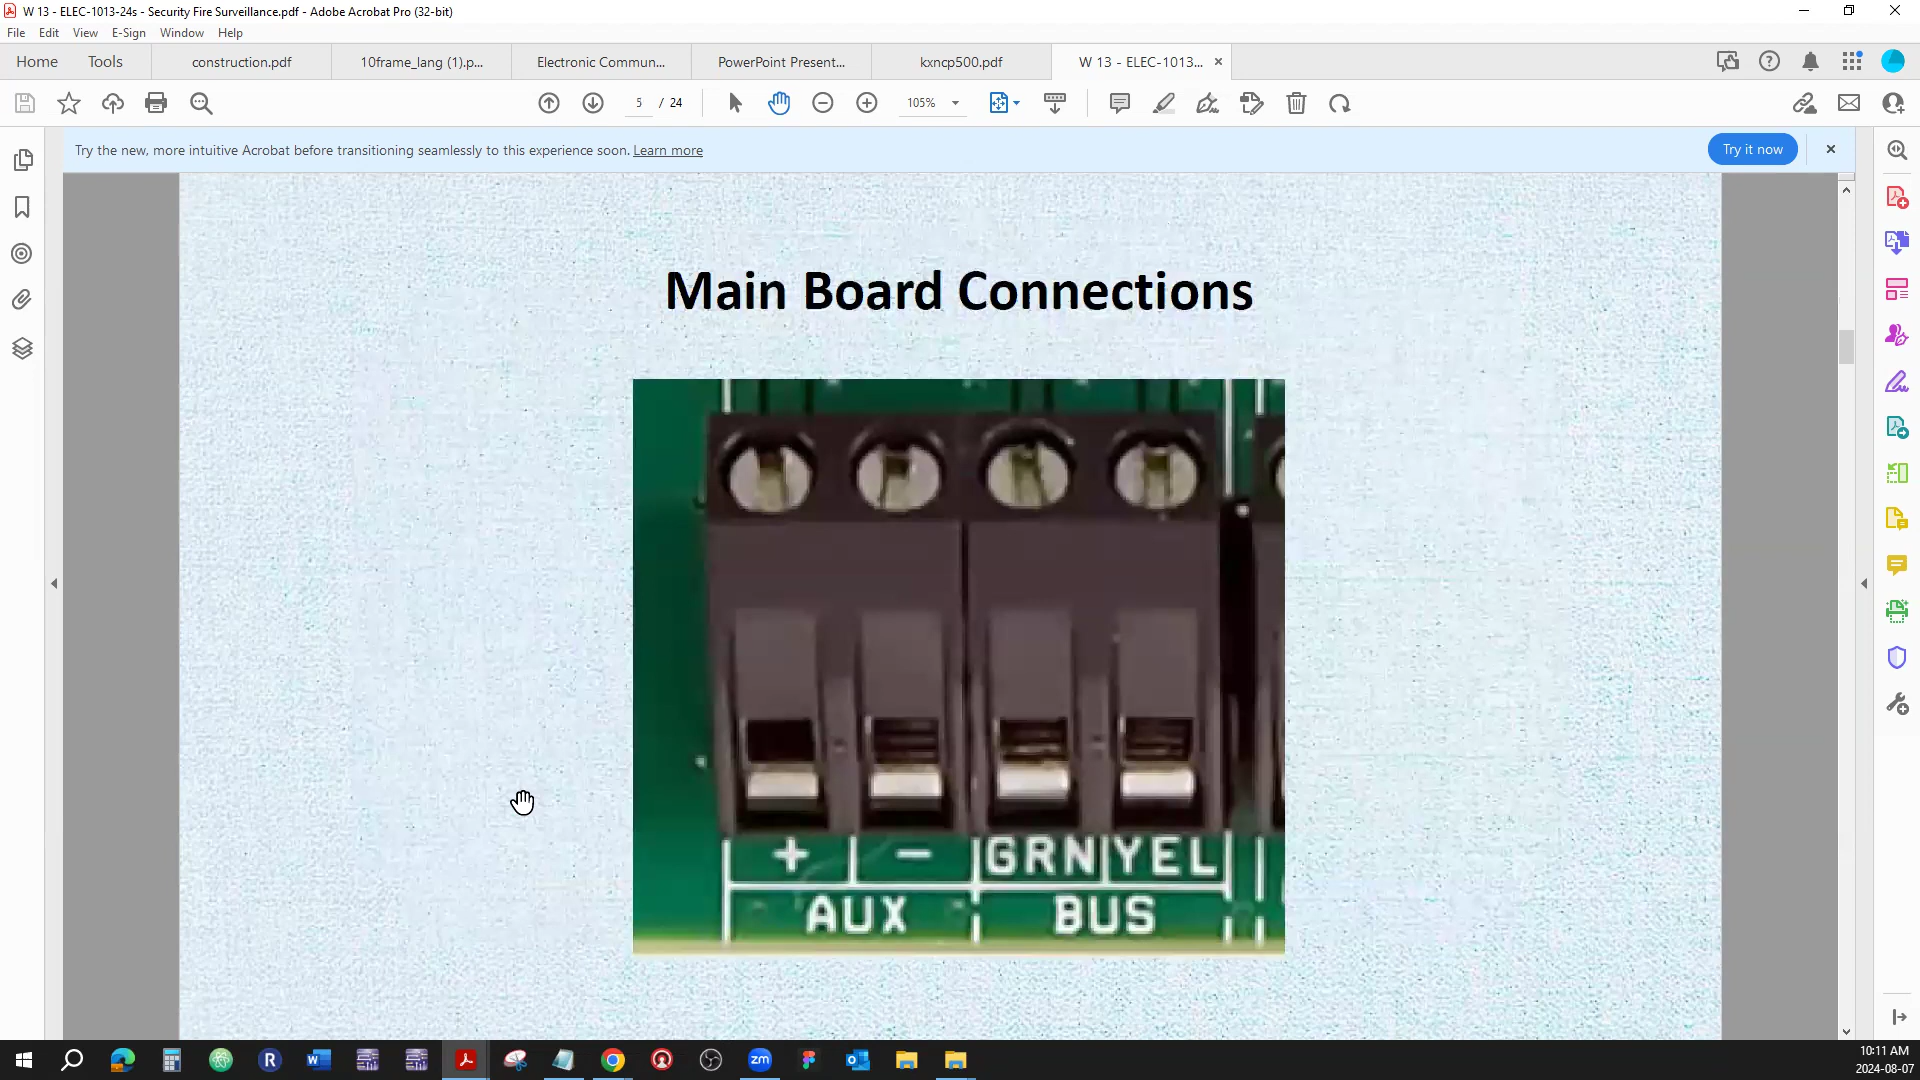 W 13 - ELEC-1013-24s - Security Fire Surveillance.pdf - Adobe Acrobat Pro (32-bit)
File Edit View E-Sign Window Help
Home Tools construction.pdf 10frame_lang (1).p... Electronic Commun... PowerPoint Present... kxncp500.pdf W 13 - ELEC-1013...
5 / 24 105%
Try the new, more intuitive Acrobat before transitioning seamlessly to this experience soon. Learn more Try it now
Main Board Connections
+ - GRN YEL
AUX BUS
R zm
10:11 AM
2024-08-07